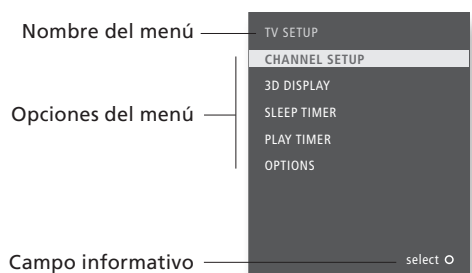 Nombre del menú
TV SETUP
CHANNEL SETUP
3D DISPLAY
Opciones del menú
SLEEP TIMER
PLAY TIMER
OPTIONS
Campo informativo
select